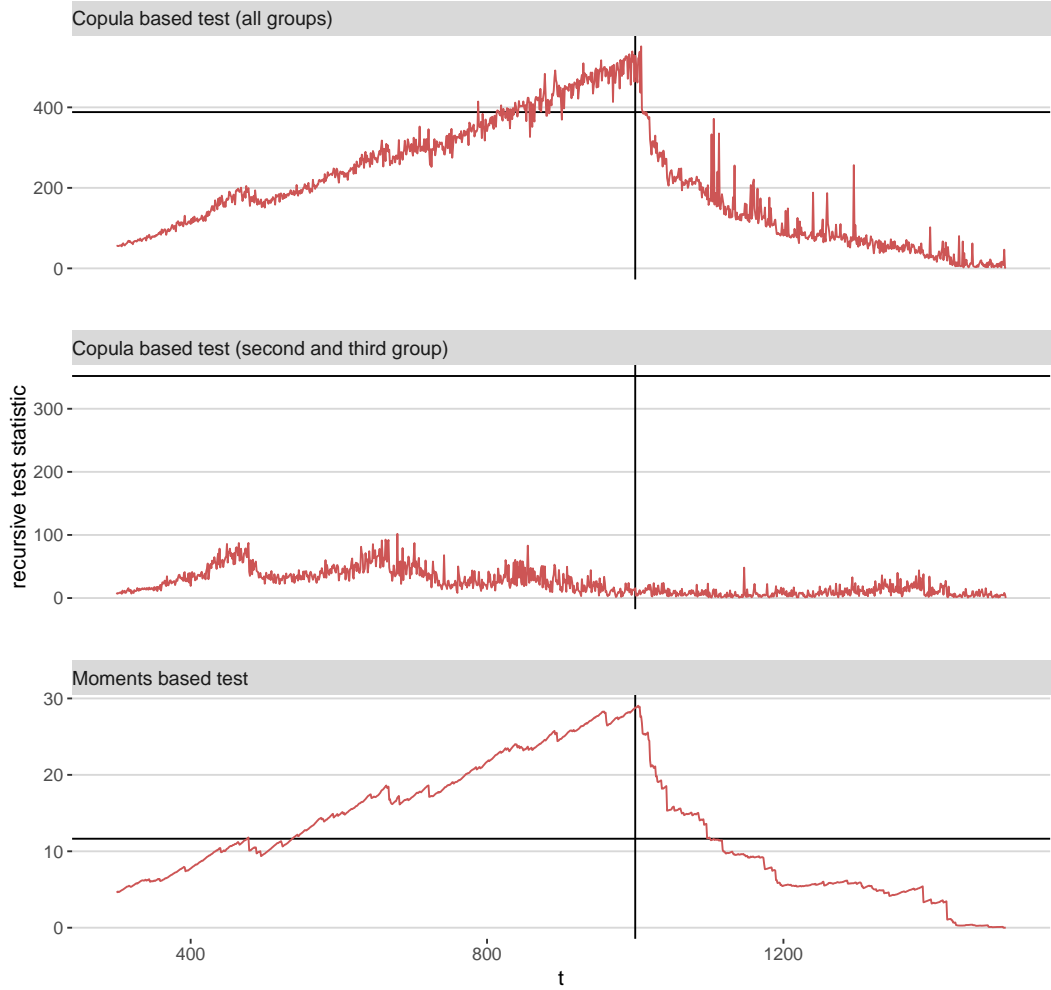 Copula based test (all groups)
400
200
0
Copula based test (second and third group)
recursive test statistic
300
200
100
0
Moments based test
30
20
10
0
400
800
1200
t